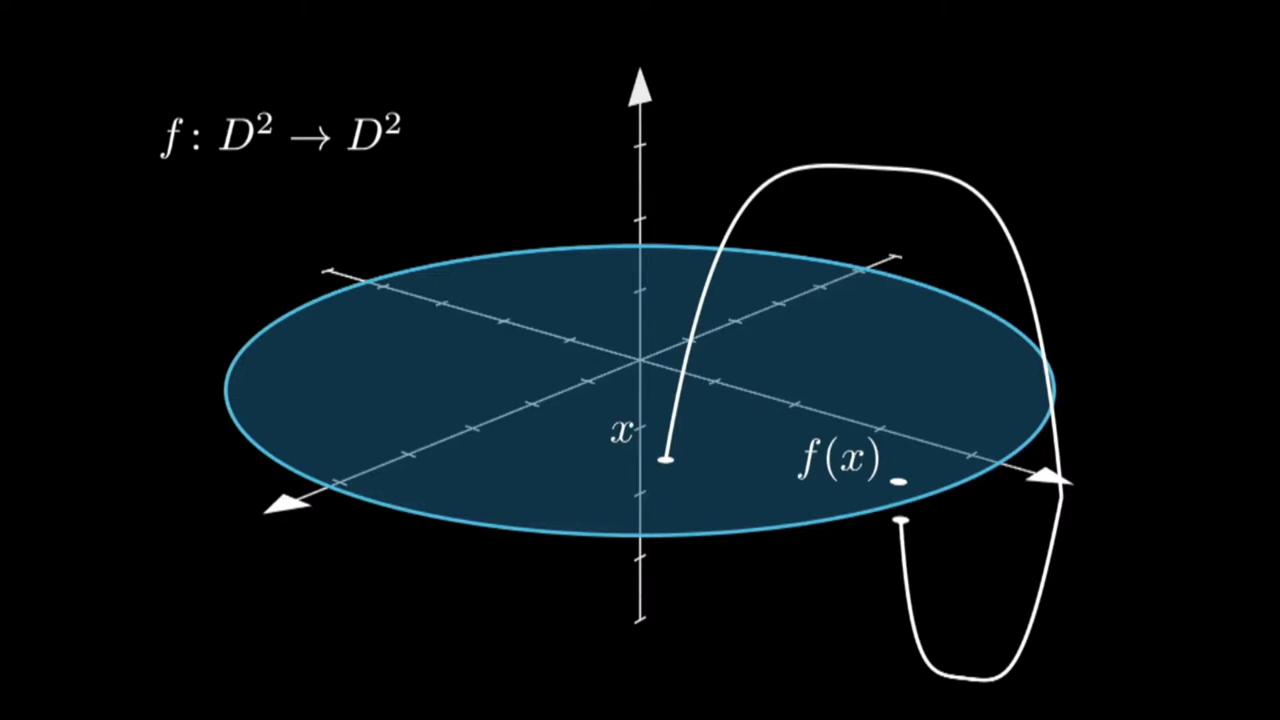 f: D² → D²
x
f(x)